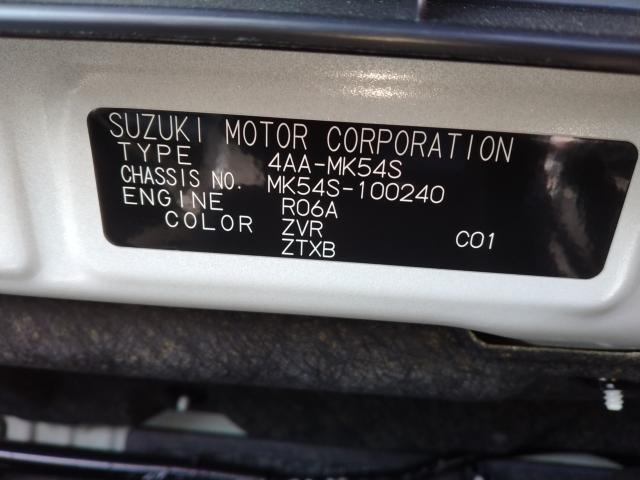 SUZUKI MOTOR CORPORATION
TYPE 4AA-MK54S
CHASSIS NO. MK54S-100240
ENGINE R06A
COLOR ZVR C01
ZTXB